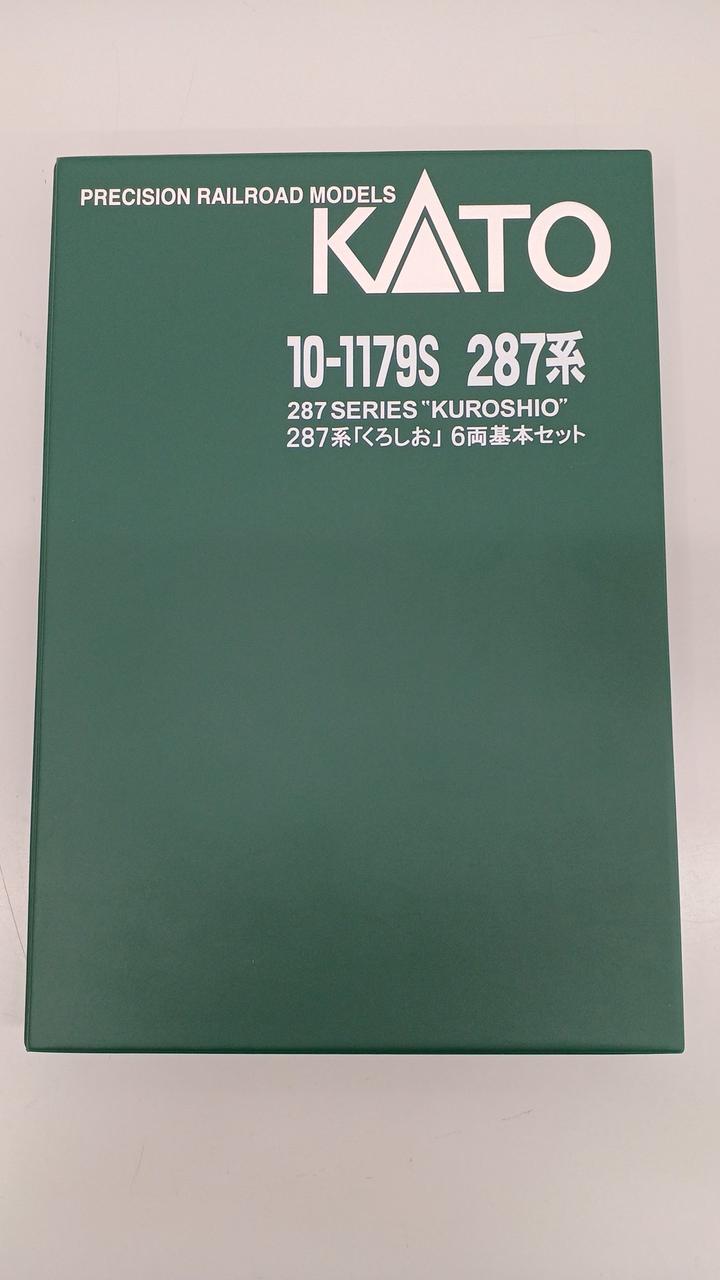 PRECISION RAILROAD MODELS
KATO
10-1179S 287系
287 SERIES “KUROSHIO”
287系「くろしお」 6両基本セット